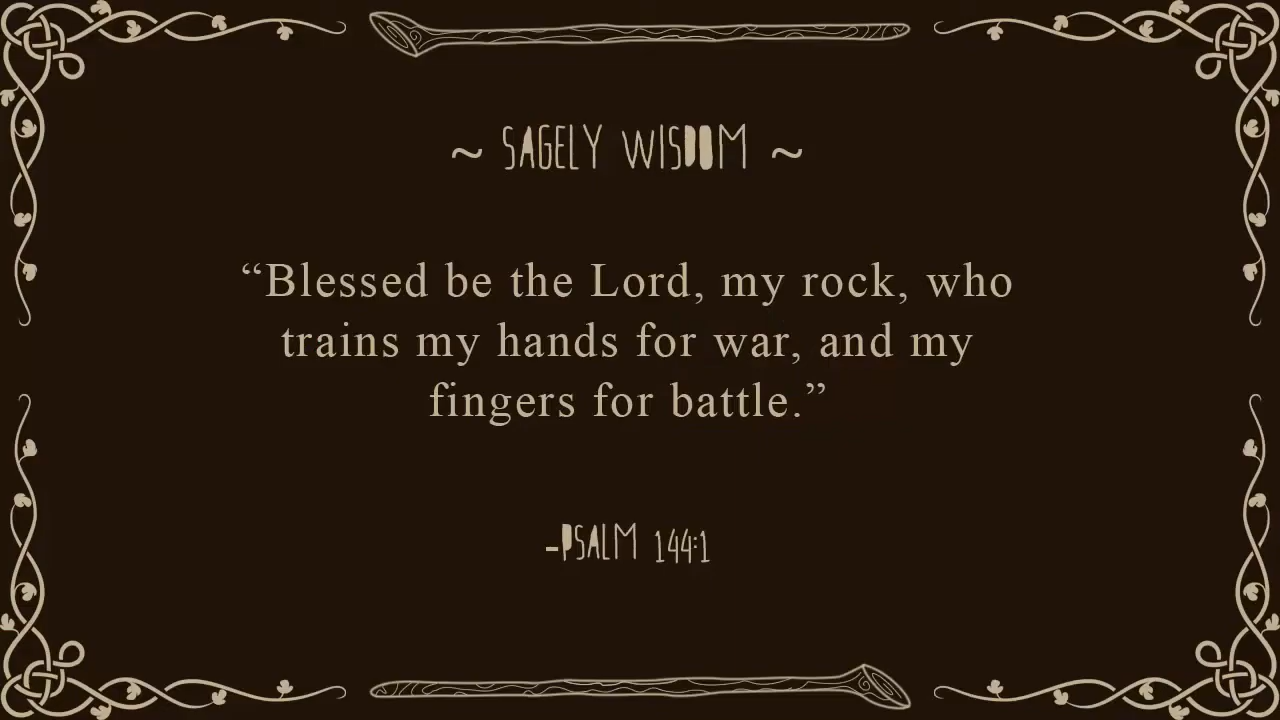 ~ SAGELY WISDOM ~
“Blessed be the Lord, my rock, who
trains my hands for war, and my
fingers for battle.”
-PSALM 144:1